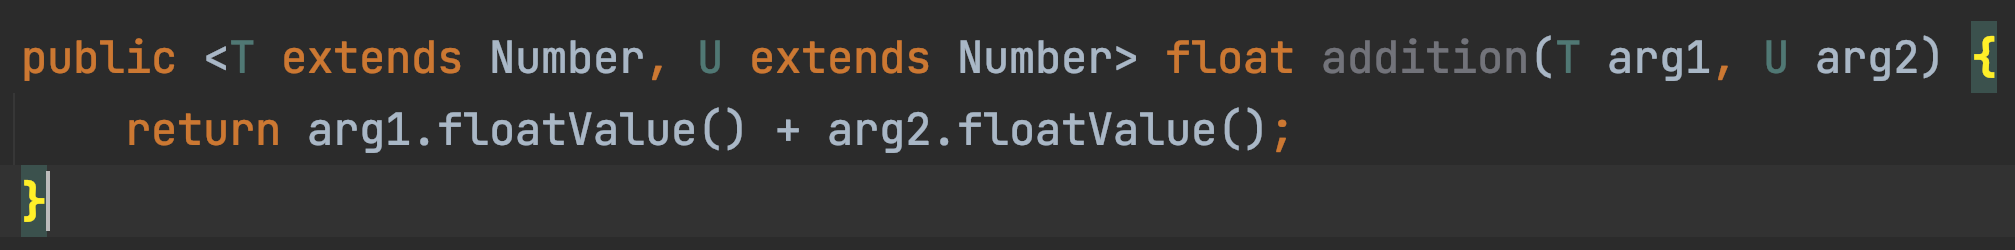 public <T extends Number, U extends Number> float addition(T arg1, U arg2) {
    return arg1.floatValue() + arg2.floatValue();
}